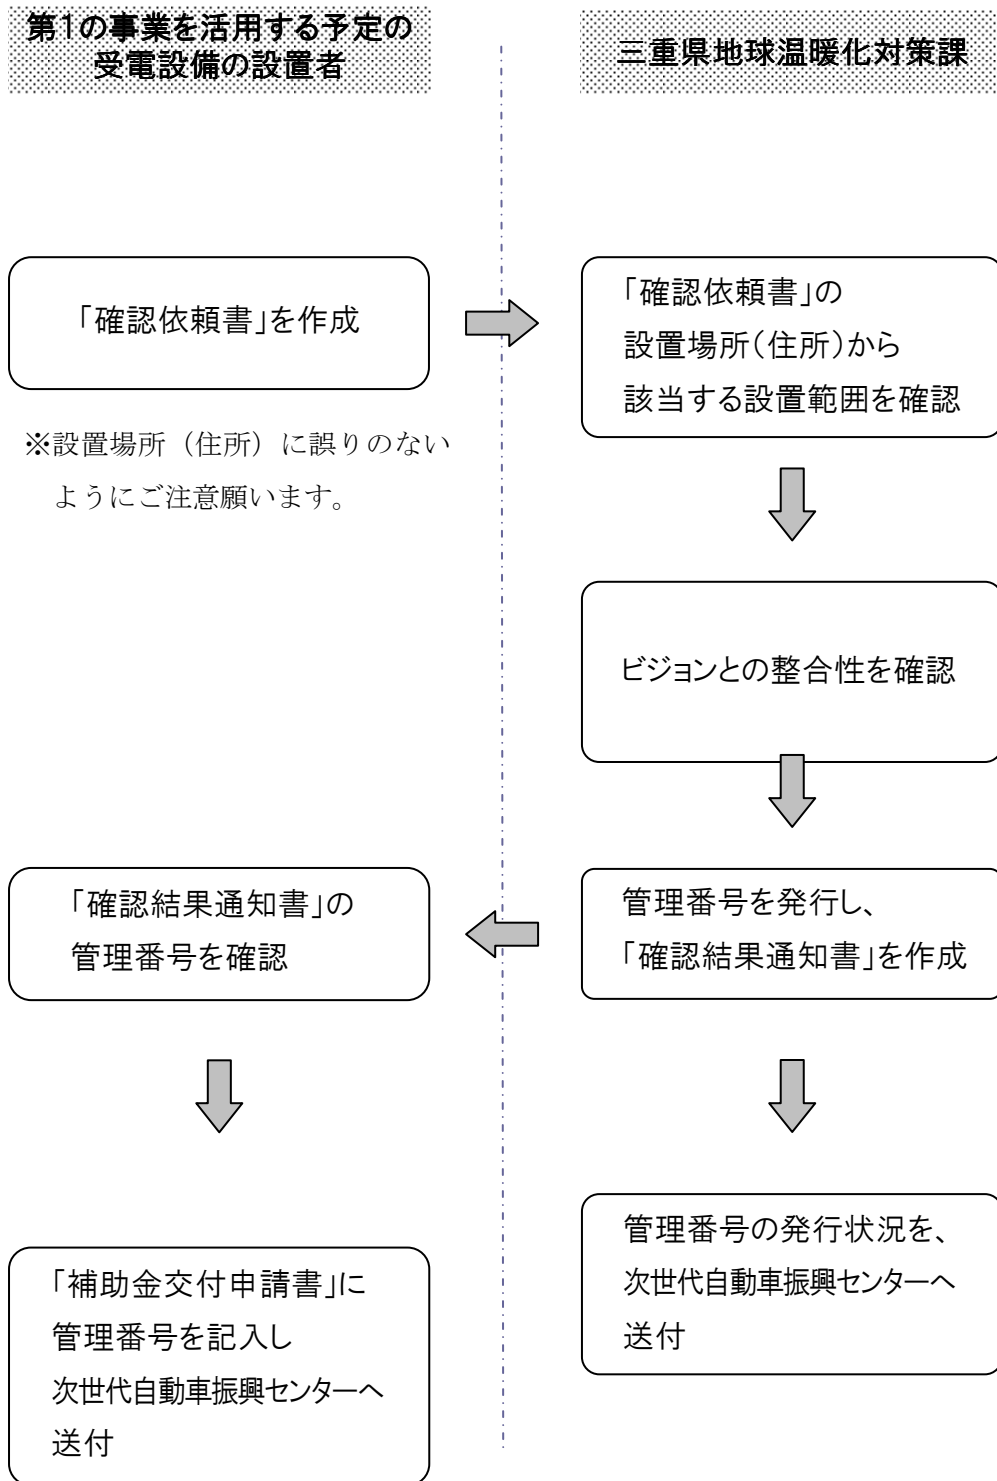 第1の事業を活用する予定の
受電設備の設置者
三重県地球温暖化対策課
「確認依頼書」を作成
※設置場所（住所）に誤りのない
ようにご注意願います。
「確認依頼書」の
設置場所（住所）から
該当する設置範囲を確認
ビジョンとの整合性を確認
管理番号を発行し、
「確認結果通知書」を作成
「確認結果通知書」の
管理番号を確認
管理番号の発行状況を、
次世代自動車振興センターへ
送付
「補助金交付申請書」に
管理番号を記入し
次世代自動車振興センターへ
送付